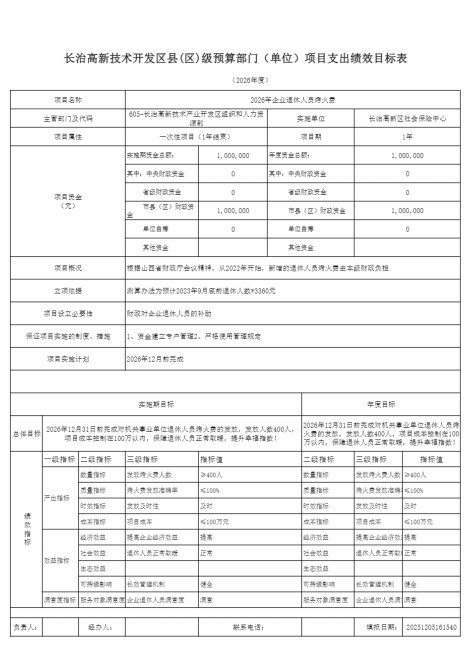 长治高新技术开发区县(区)级预算部门（单位）项目支出绩效目标表
（2026年度）
项目名称 2026年企业退休人员烤火费
主管部门及代码 605-长治高新技术产业开发区组织和人力资源部 实施单位 长治高新区社会保险中心
项目属性 一次性项目（1年结束） 项目期 1年
项目资金（元） 实施期资金总额： 1,000,000 年度资金总额： 1,000,000
其中：中央财政资金 0 其中：中央财政资金 0
省级财政资金 0 省级财政资金 0
市县（区）财政资金 1,000,000 市县（区）财政资金 1,000,000
单位自筹 0 单位自筹 0
其他资金 其他资金
项目概况 根据山西省财政厅会议精神，从2022年开始，新增的退休人员烤火费由本级财政负担
立项依据 测算办法为预计2023年9月底前退休人数*3360元
项目设立必要性 财政对企业退休人员的补助
保证项目实施的制度、措施 1、资金建立专户管理2、严格使用管理规定
项目实施计划 2026年12月前完成
实施期目标 年度目标
总体目标 2026年12月31日前完成对机关事业单位退休人员烤火费的发放，发放人数400人，项目成本控制在100万以内，保障退休人员正常取暖，提升幸福指数！ 2026年12月31日前完成对机关事业单位退休人员烤火费的发放，发放人数400人，项目成本控制在100万以内，保障退休人员正常取暖，提升幸福指数！
绩效指标 一级指标 二级指标 三级指标 指标值 二级指标 三级指标 指标值
产出指标 数量指标 发放烤火费人数 ≥400人 数量指标 发放烤火费人数 ≥400人
质量指标 烤火费发放准确率 ≤100% 质量指标 烤火费发放准确 ≤100%
时效指标 发放及时性 及时 时效指标 发放及时性 及时
成本指标 项目成本 ≤100万元 成本指标 项目成本 ≤100万元
效益指标 经济效益 提高企业经济效益 提高 经济效益 提高企业经济效 提高
社会效益 退休人员正常取暖 正常 社会效益 退休人员正常取 正常
生态效益 生态效益
可持续影响 长效管理机制 健全 可持续影响 长效管理机制 健全
满意度指标 服务对象满意度 企业退休人员满意度 满意 服务对象满意度 企业退休人员满 满意
负责人： 经办人： 联系电话： 填报日期： 20251205161540